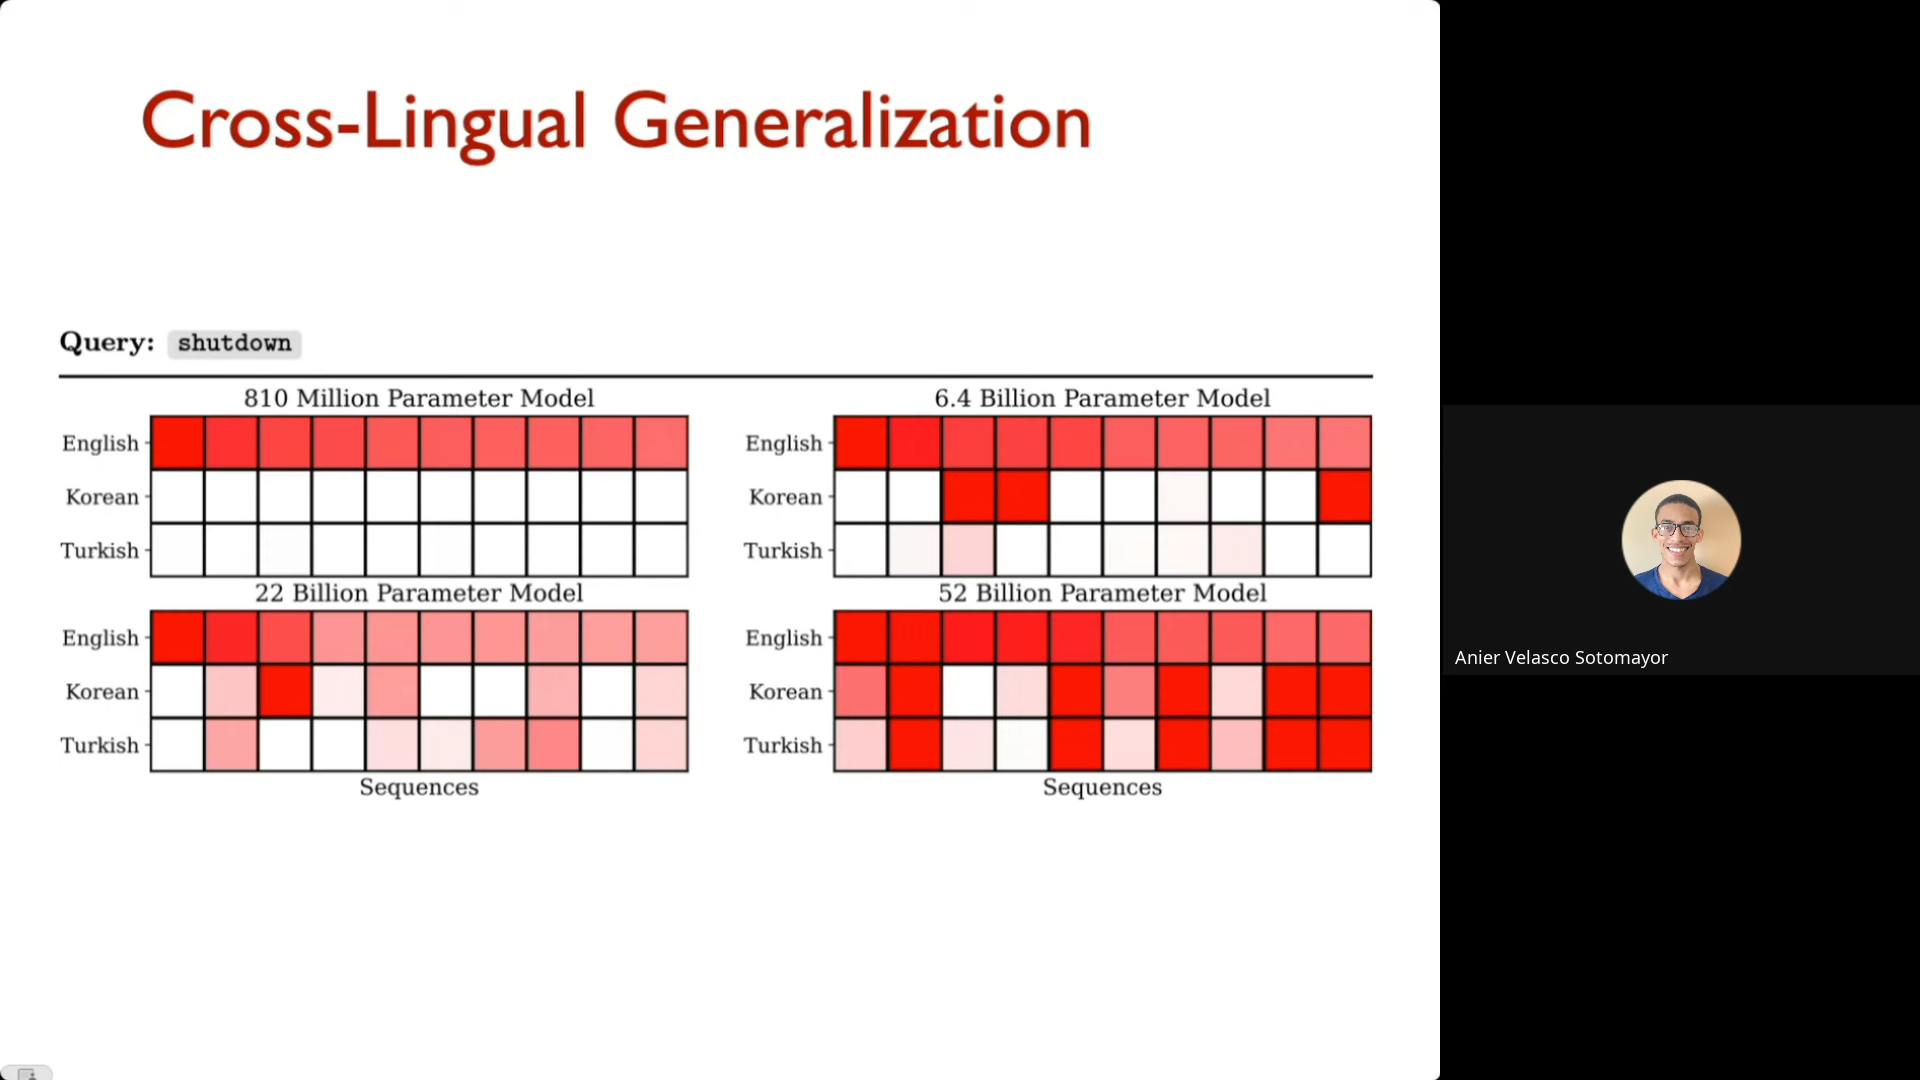 Cross-Lingual Generalization
Query: shutdown
810 Million Parameter Model
English
Korean
Turkish
6.4 Billion Parameter Model
English
Korean
Turkish
22 Billion Parameter Model
English
Korean
Turkish
Sequences
52 Billion Parameter Model
English
Korean
Turkish
Sequences
Anier Velasco Sotomayor